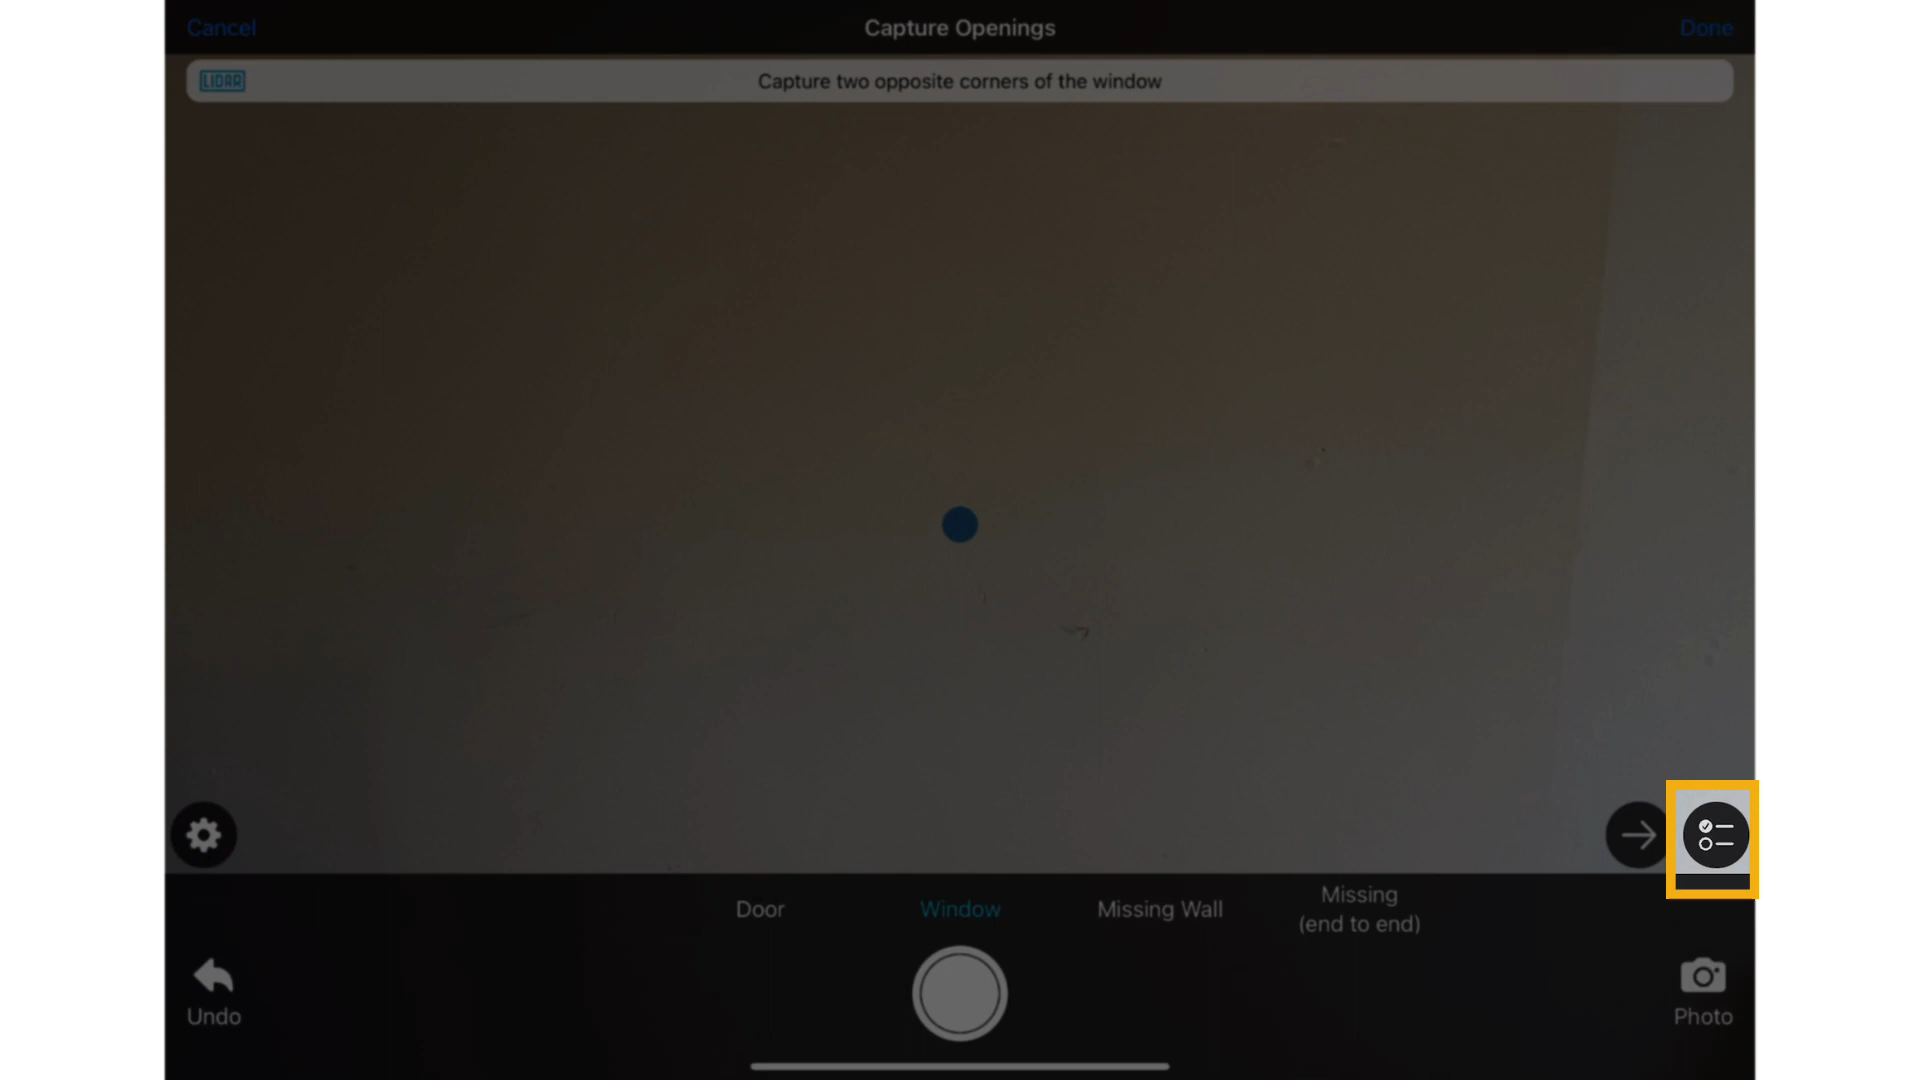 Cancel
Capture Openings
Done
LIDAR
Capture two opposite corners of the window
Door
Window
Missing Wall
Missing
(end to end)
Undo
Photo